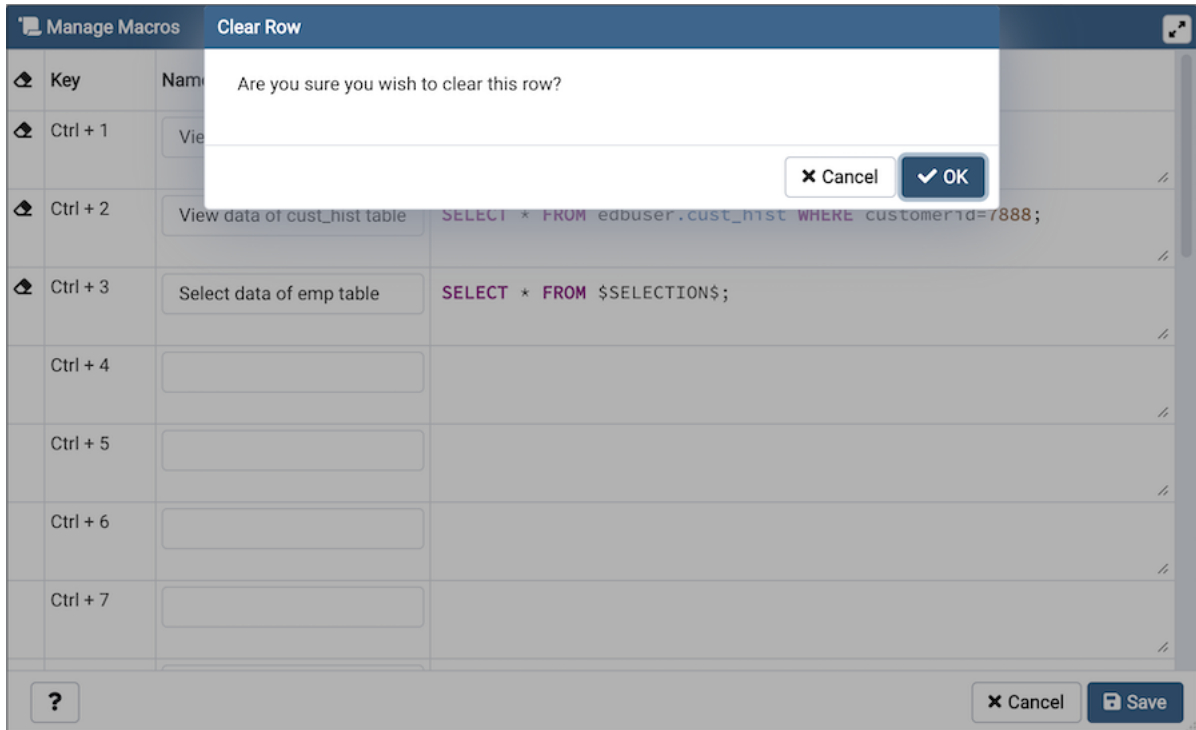 Manage Macros
Clear Row
Key
Are you sure you wish to clear this row?
Ctrl + 1
Cancel
OK
Ctrl + 2
View data of cust_hist table
SELECT * FROM edbuser.cust_hist WHERE customerid=7888;
Ctrl + 3
Select data of emp table
SELECT * FROM $SELECTION$;
Ctrl + 4
Ctrl + 5
Ctrl + 6
Ctrl + 7
?
Cancel
Save